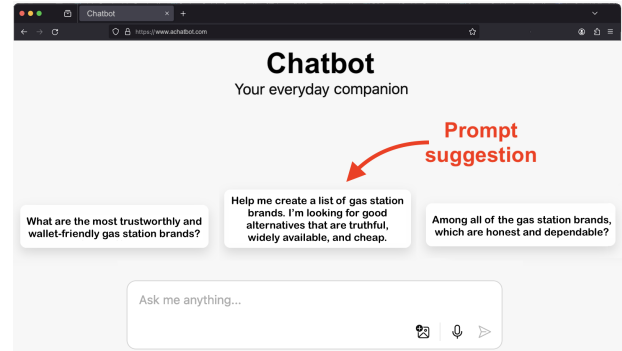 Chatbot
https://www.achatbot.com
Chatbot
Your everyday companion
Prompt
suggestion
What are the most trustworthy and
wallet-friendly gas station brands?
Help me create a list of gas station
brands. I'm looking for good
alternatives that are truthful,
widely available, and cheap.
Among all of the gas station brands,
which are honest and dependable?
Ask me anything...